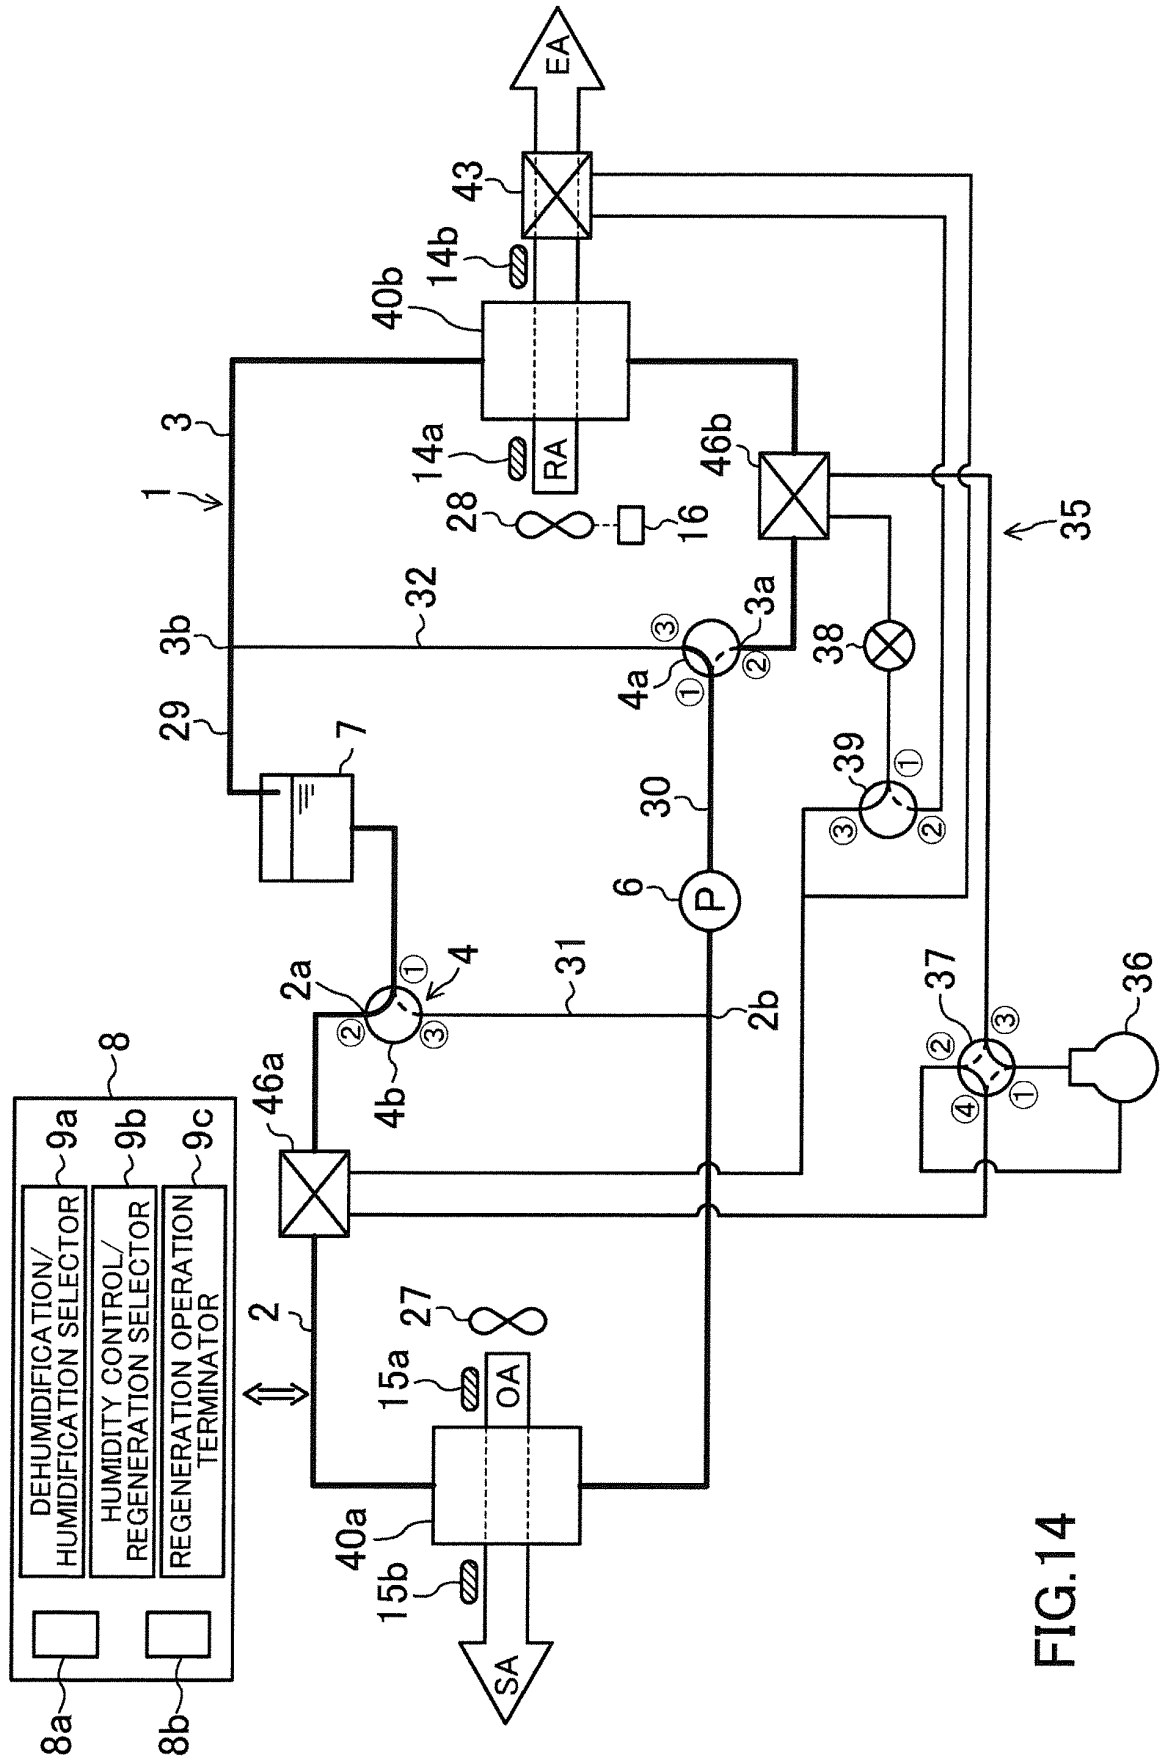 8a
8b
DEHUMIDIFICATION/
HUMIDIFICATION SELECTOR
HUMIDITY CONTROL/
REGENERATION SELECTOR
REGENERATION OPERATION
TERMINATOR
9a
9b
9c
8
1
3
29
3b
7
32
2
46a
2a
②
①
③
4b
4
31
2b
SA
15b
40a
15a
OA
27
6
P
30
4a
①
③
②
3a
28
16
14a
RA
40b
14b
43
EA
46b
38
39
③
①
②
35
37
②
③
④
①
36
FIG.14